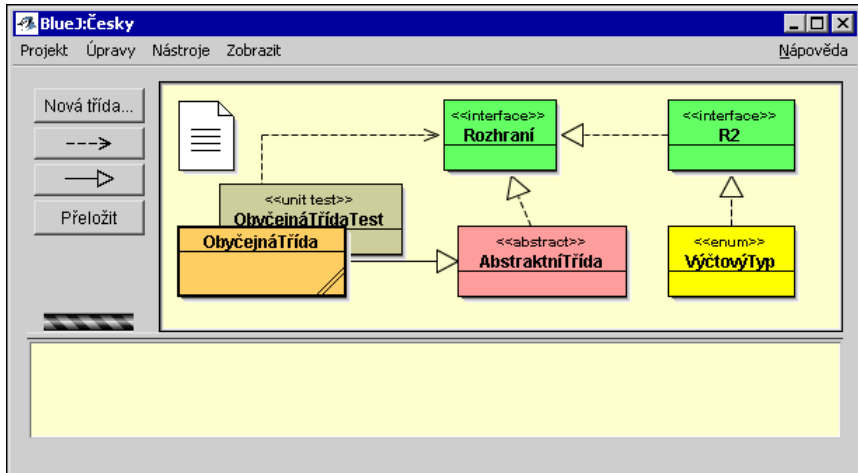 BlueJ:Česky
Projekt Úpravy Nástroje Zobrazit Nápověda
Nová třída...
Přeložit
<<interface>>
Rozhraní
<<interface>>
R2
<<unit test>>
ObyčejnáTřídaTest
ObyčejnáTřída
<<abstract>>
AbstraktníTřída
<<enum>>
VýčtovýTyp